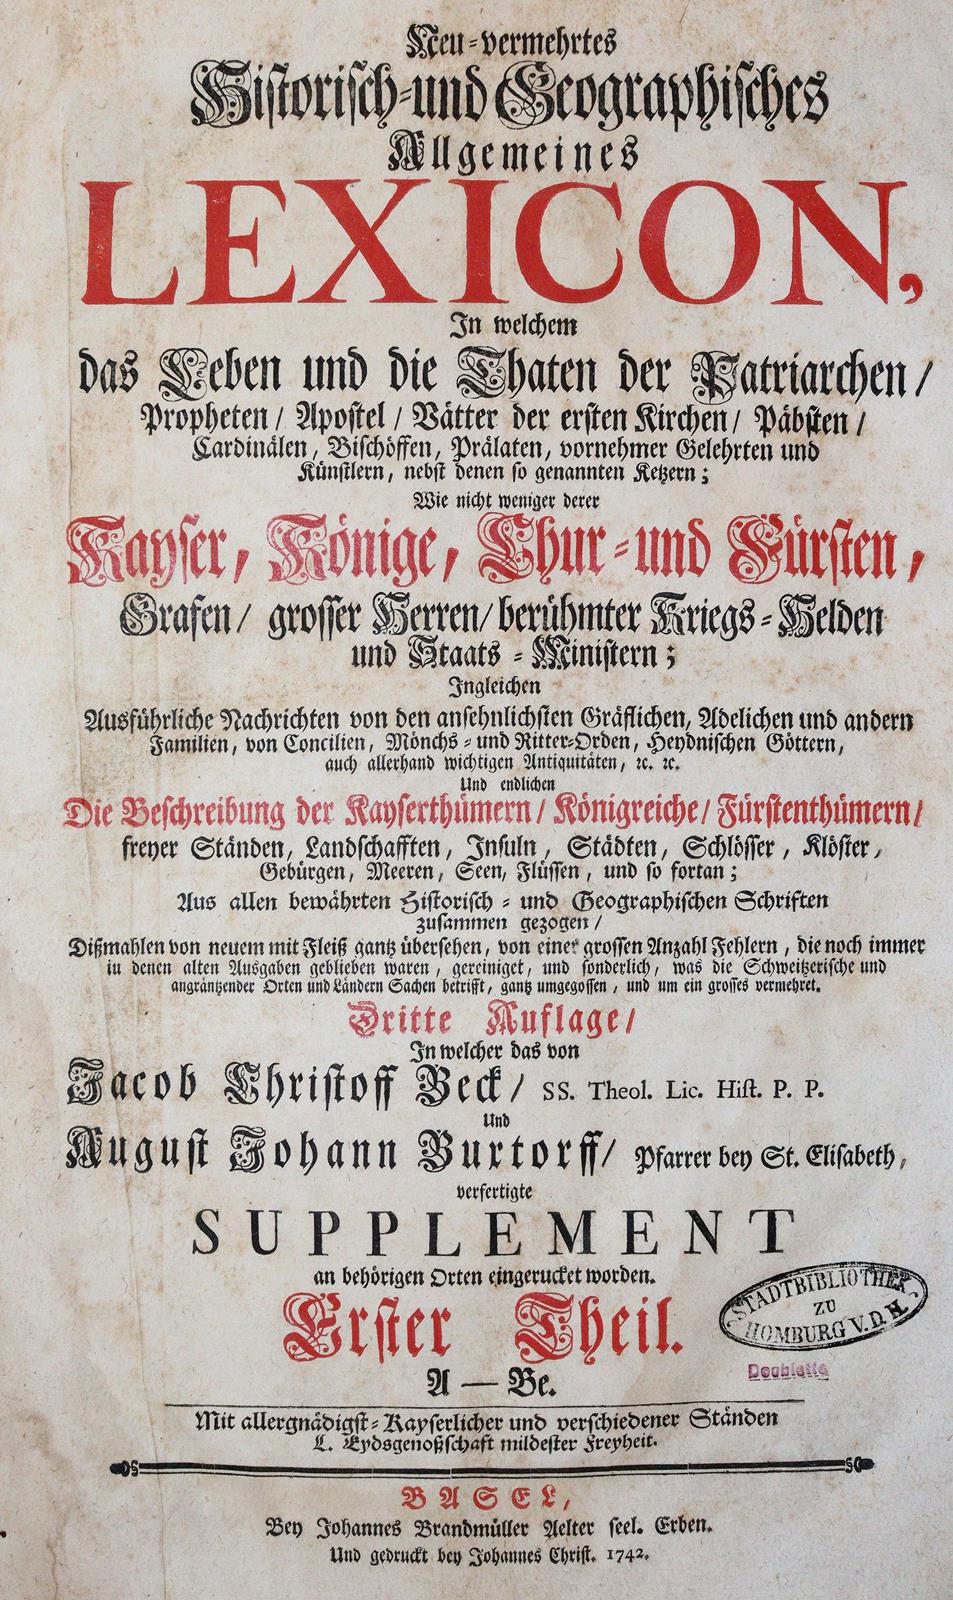 Neu-vermehrtes
Historisch-und Geographisches
Allgemeines
LEXICON,
In welchem
das Leben und die Thaten der Patriarchen /
Propheten / Apostel / Vätter der ersten Kirchen / Päbsten /
Cardinälen, Bischöffen, Prälaten, vornehmer Gelehrten und
Künstlern, nebst denen so genannten Ketzern;
Wie nicht weniger derer
Kayser, Könige, Chur-und Fürsten,
Grafen / grosser Herren / berühmter Kriegs-Helden
und Staats-Ministern;
Ingleichen
Ausführliche Nachrichten von den ansehnlichsten Gräflichen, Adelichen und andern
Familien, von Concilien, Mönchs- und Ritter-Orden, Heydnischen Göttern,
auch allerhand wichtigen Antiquitäten, ꝛc. ꝛc.
Und endlichen
Die Beschreibung der Kayserthümern / Königreiche / Fürstenthümern /
freyer Ständen, Landschafften, Insuln, Städten, Schlösser, Klöster,
Gebürgen, Meeren, Seen, Flüssen, und so fortan;
Aus allen bewährten Historisch- und Geographischen Schriften
zusammen gezogen /
Dißmahlen von neuem mit Fleiß gantz übersehen, von einer grossen Anzahl Fehlern, die noch immer
in denen alten Ausgaben geblieben waren, gereiniget, und sonderlich, was die Schweitzerische und
angräntzender Orten und Ländern Sachen betrifft, gantz umgegossen, und um ein grosses vermehret.
Dritte Auflage /
In welcher das von
Jacob Christoff Beck / SS. Theol. Lic. Hist. P. P.
Und
August Johann Buxtorff / Pfarrer bey St. Elisabeth,
verfertigte
SUPPLEMENT
an behörigen Orten eingerucket worden.
Erster Theil.
A — Be.
STADTBIBLIOTHEK
ZU
HOMBURG V.D.H.
Doublette
Mit allergnädigst-Kayserlicher und verschiedener Ständen
L. Eydsgenoßschaft mildester Freyheit.
BASEL,
Bey Johannes Brandmüller Aelter seel. Erben.
Und gedruckt bey Johannes Christ. 1742.